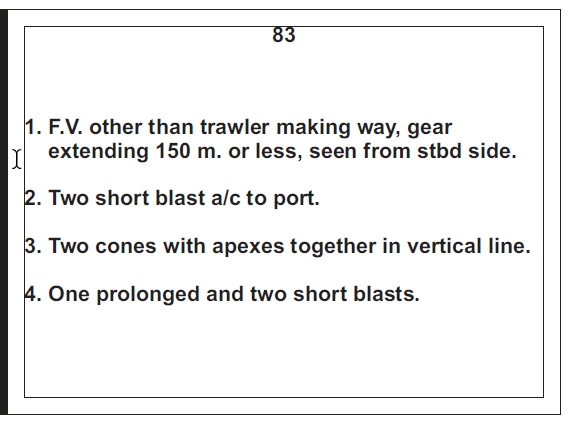 83
1. F.V. other than trawler making way, gear
extending 150 m. or less, seen from stbd side.
2. Two short blast a/c to port.
3. Two cones with apexes together in vertical line.
4. One prolonged and two short blasts.